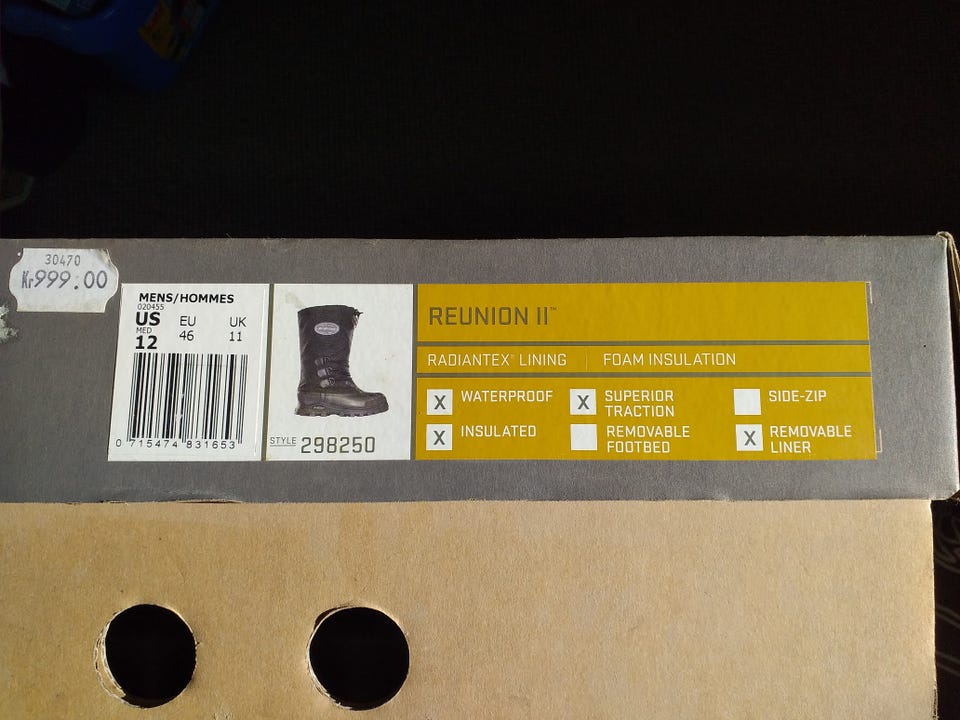 30470
Kr999.00
MENS/HOMMES
020455
US EU UK
MED
12 46 11
0 715474 831653
STYLE 298250
REUNION II™
RADIANTEX® LINING FOAM INSULATION
X WATERPROOF X SUPERIOR TRACTION SIDE-ZIP
X INSULATED REMOVABLE FOOTBED X REMOVABLE LINER